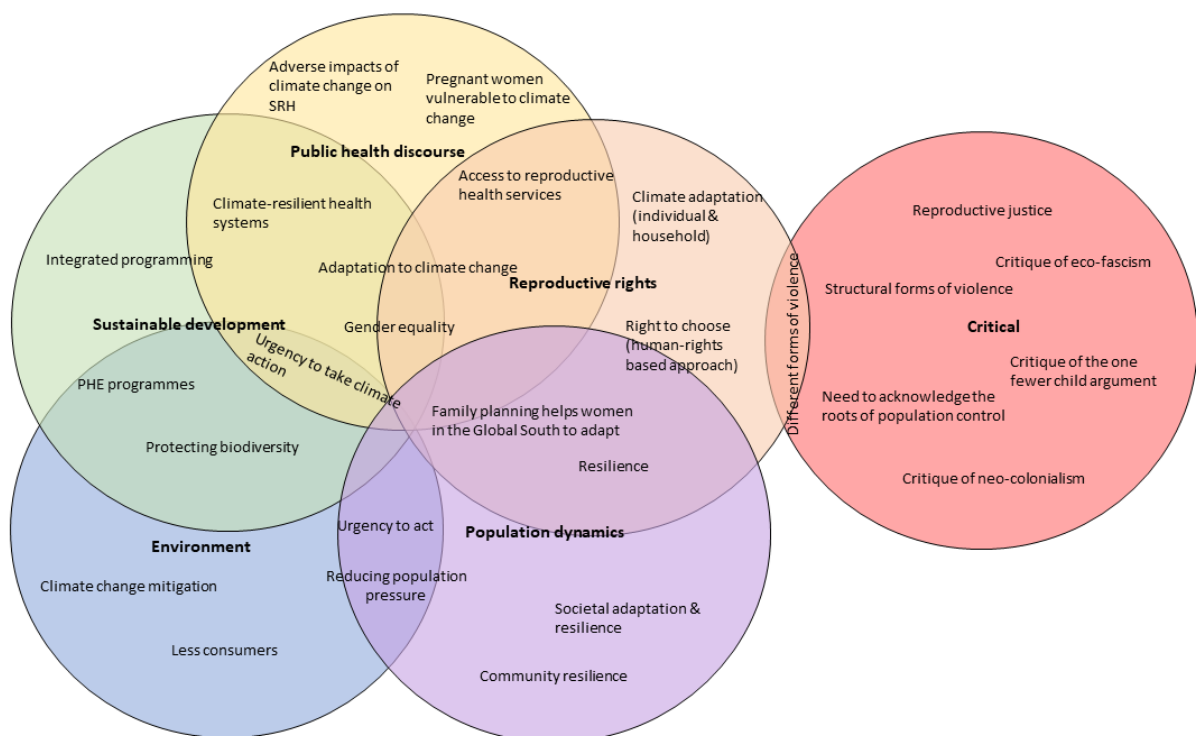 Adverse impacts of
climate change on
SRH
Pregnant women
vulnerable to climate
change
Public health discourse
Access to reproductive
health services
Climate-resilient health
systems
Climate adaptation
(individual &
household)
Integrated programming
Adaptation to climate change
Reproductive rights
Sustainable development
Gender equality
Urgency to take climate
action
Right to choose
(human-rights
based approach)
Different forms of violence
Reproductive justice
Critique of eco-fascism
Structural forms of violence
Critical
Critique of the one
fewer child argument
Need to acknowledge the
roots of population control
Critique of neo-colonialism
PHE programmes
Protecting biodiversity
Family planning helps women
in the Global South to adapt
Resilience
Urgency to act
Population dynamics
Environment
Climate change mitigation
Reducing population
pressure
Less consumers
Societal adaptation &
resilience
Community resilience